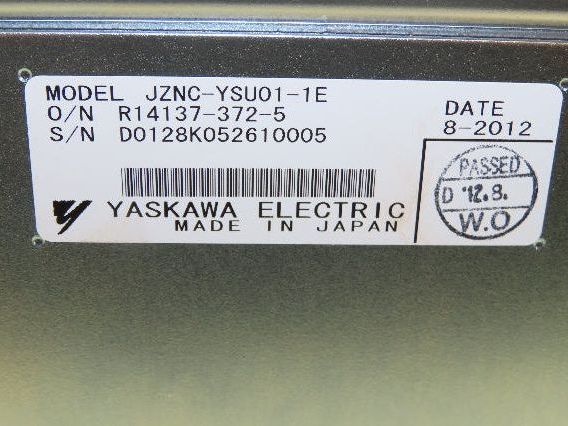 MODEL JZNC-YSU01-1E
O/N R14137-372-5
S/N D0128K052610005
DATE
8-2012
PASSED
D '12.8.
W.O
YASKAWA ELECTRIC
MADE IN JAPAN